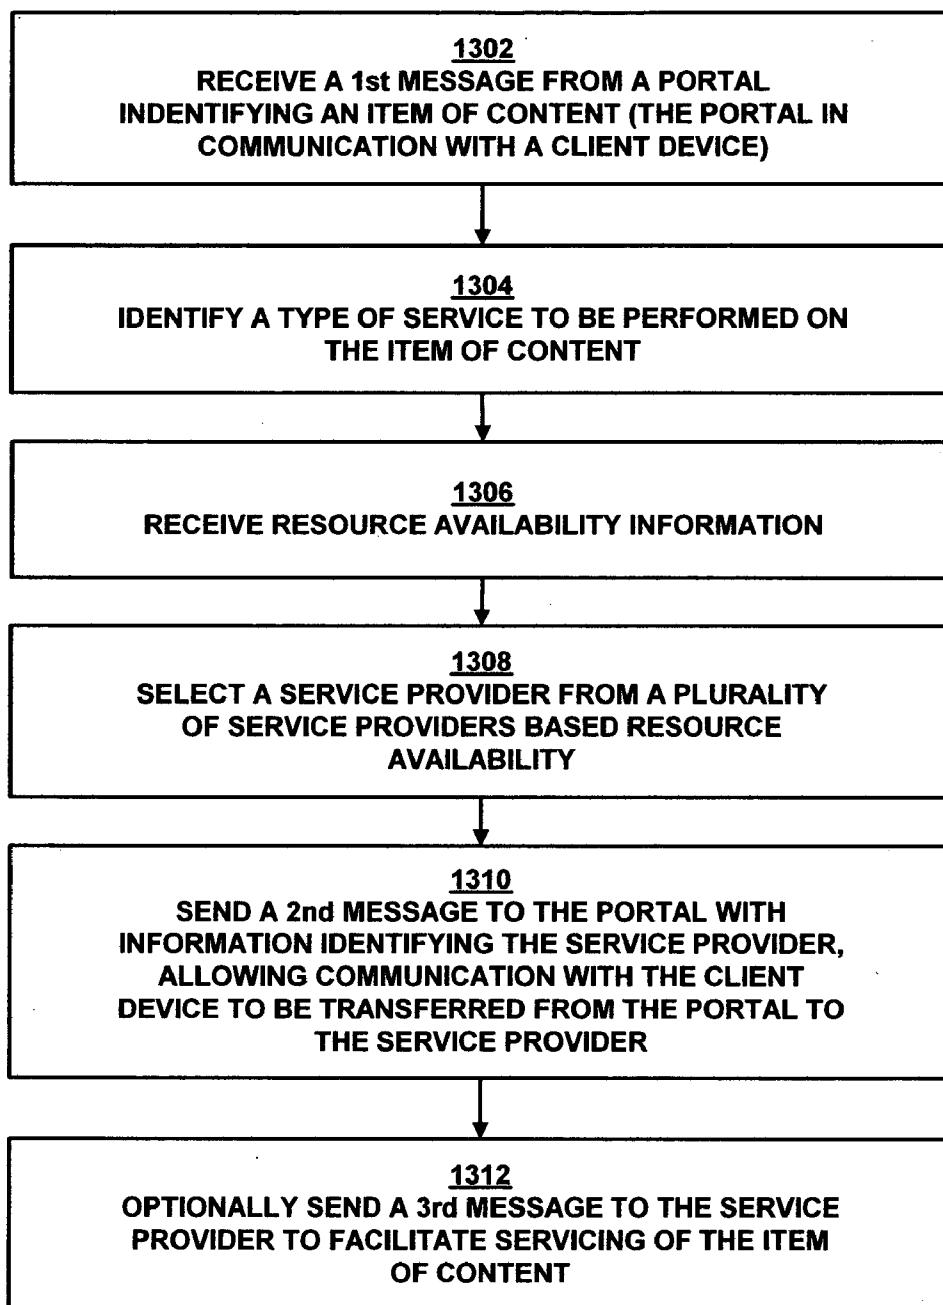 1302
RECEIVE A 1st MESSAGE FROM A PORTAL
INDENTIFYING AN ITEM OF CONTENT (THE PORTAL IN
COMMUNICATION WITH A CLIENT DEVICE)
1304
IDENTIFY A TYPE OF SERVICE TO BE PERFORMED ON
THE ITEM OF CONTENT
1306
RECEIVE RESOURCE AVAILABILITY INFORMATION
1308
SELECT A SERVICE PROVIDER FROM A PLURALITY
OF SERVICE PROVIDERS BASED RESOURCE
AVAILABILITY
1310
SEND A 2nd MESSAGE TO THE PORTAL WITH
INFORMATION IDENTIFYING THE SERVICE PROVIDER,
ALLOWING COMMUNICATION WITH THE CLIENT
DEVICE TO BE TRANSFERRED FROM THE PORTAL TO
THE SERVICE PROVIDER
1312
OPTIONALLY SEND A 3rd MESSAGE TO THE SERVICE
PROVIDER TO FACILITATE SERVICING OF THE ITEM
OF CONTENT